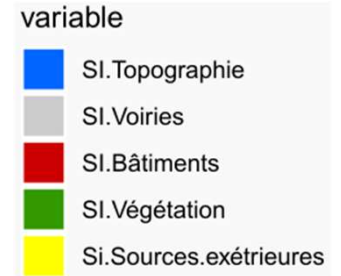 variable
SI.Topographie
SI.Voiries
SI.Bâtiments
SI.Végétation
Si.Sources.exétrieures